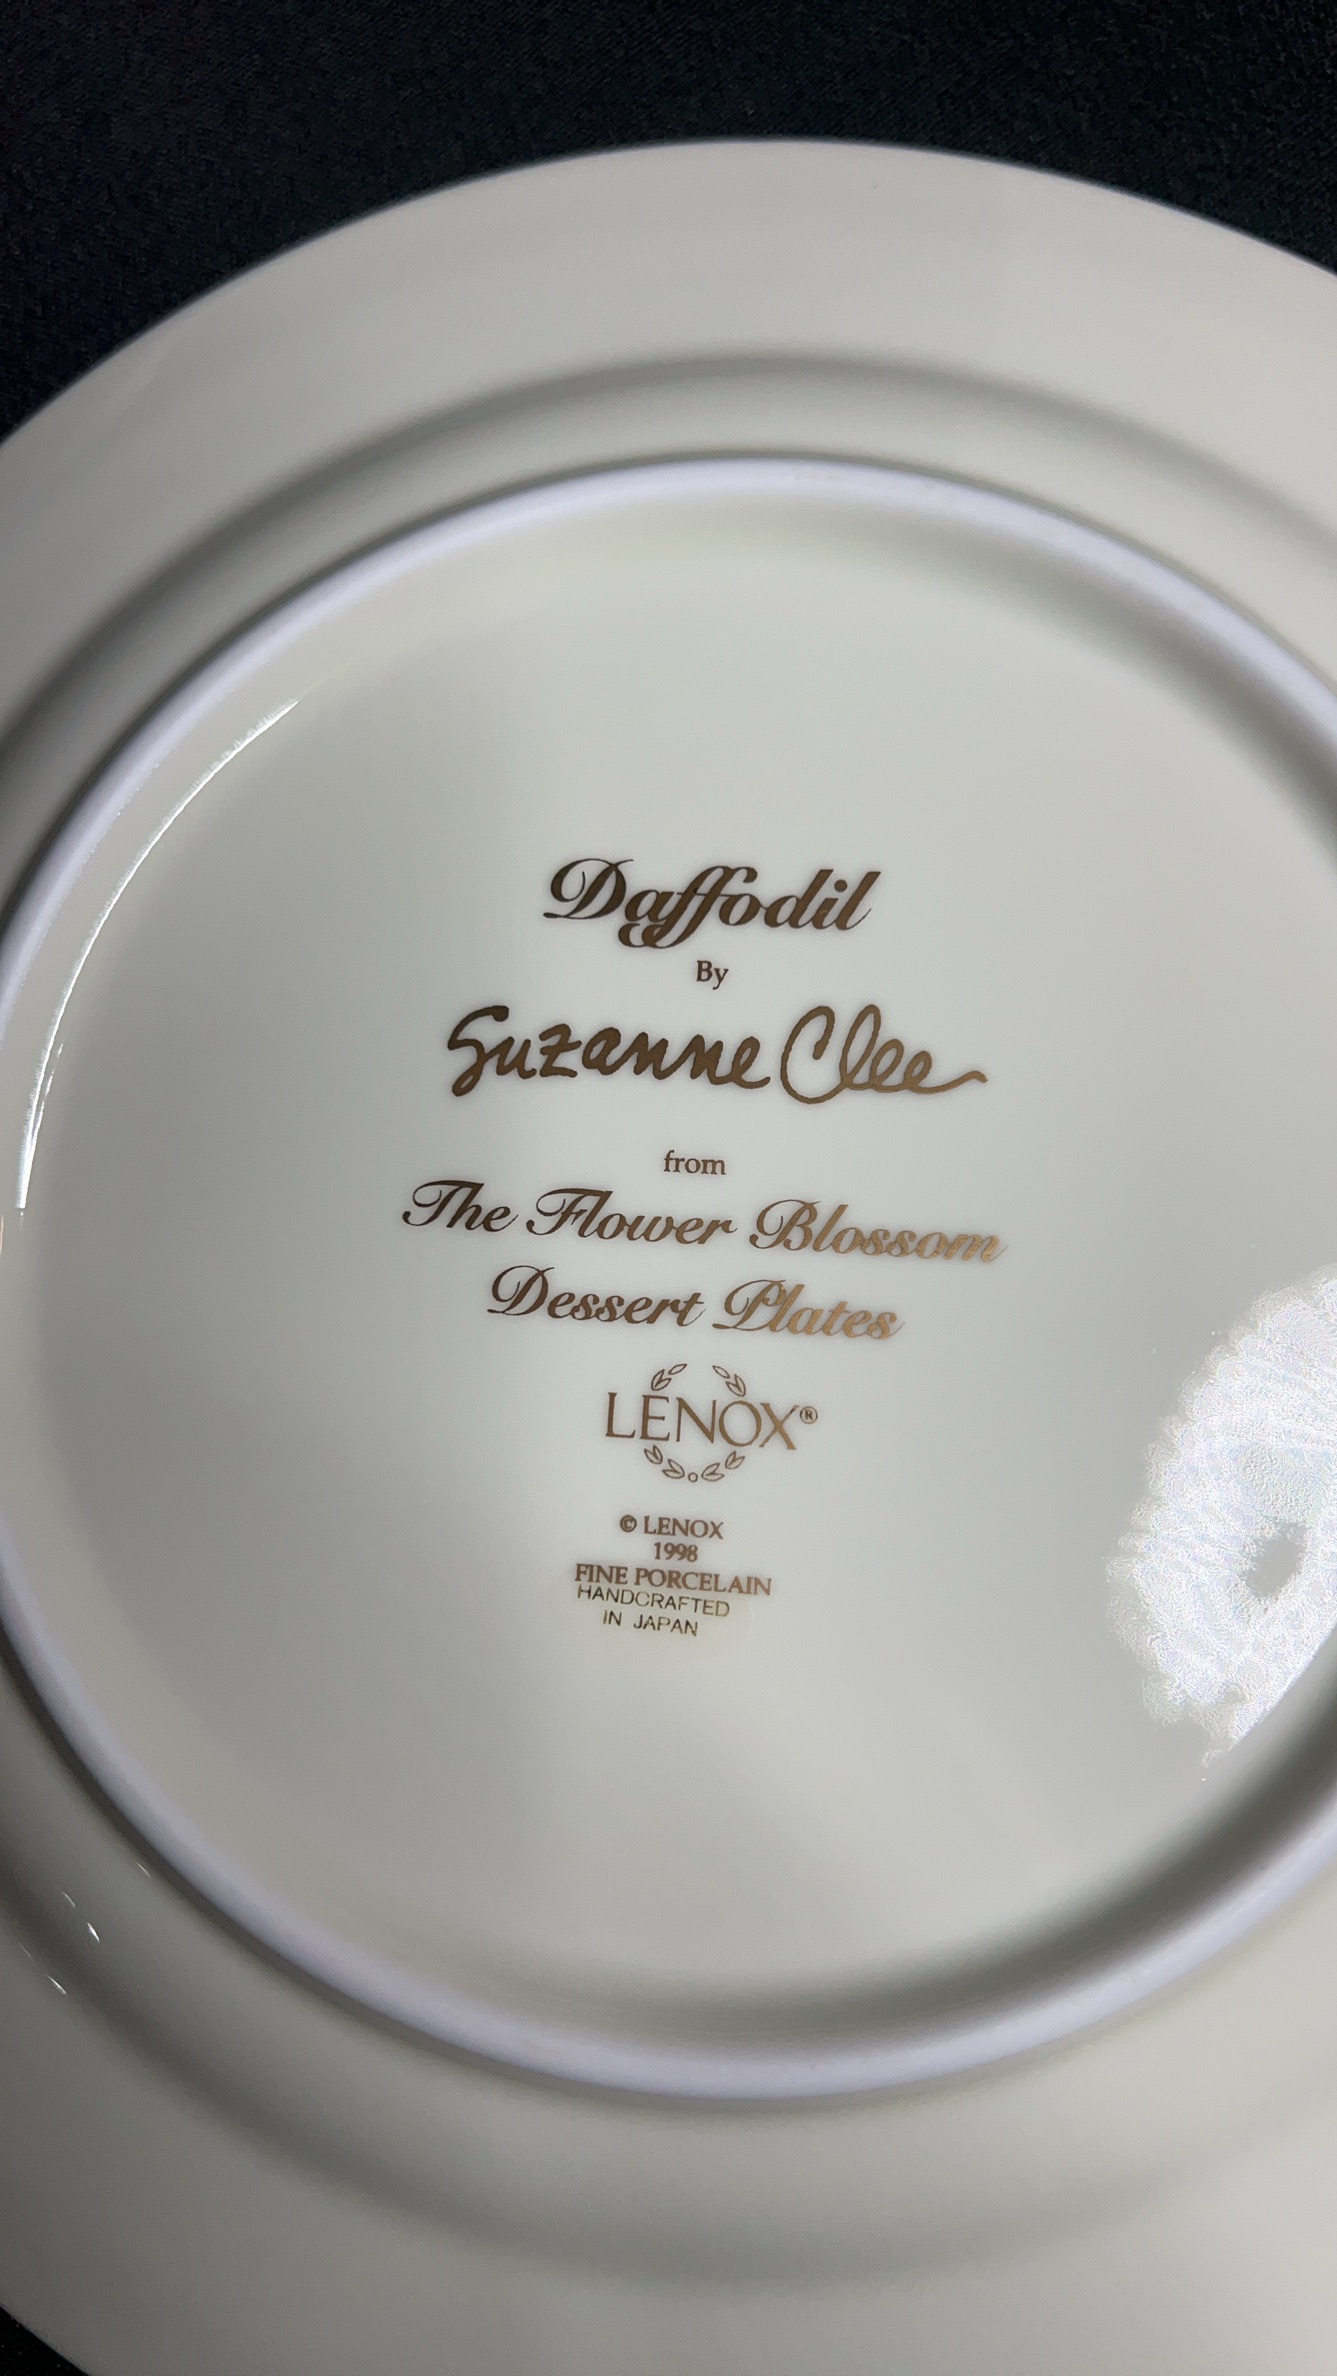 Daffodil
By
Suzanne Clee
from
The Flower Blossom
Dessert Plates
LENOX®
© LENOX
1998
FINE PORCELAIN
HANDCRAFTED
IN JAPAN